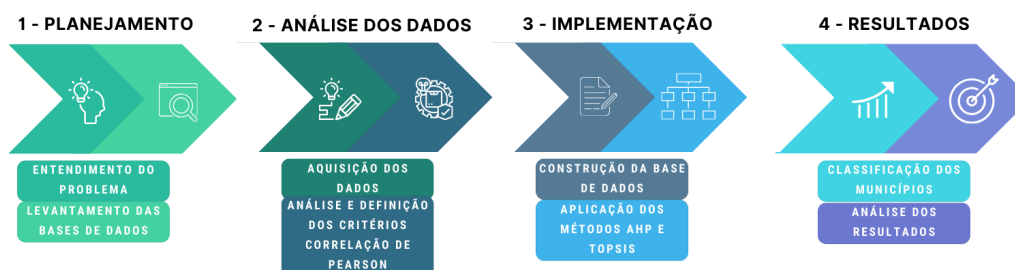 1 - PLANEJAMENTO
ENTENDIMENTO DO
PROBLEMA
LEVANTAMENTO DAS
BASES DE DADOS
2 - ANÁLISE DOS DADOS
AQUISIÇÃO DOS
DADOS
ANÁLISE E DEFINIÇÃO
DOS CRITÉRIOS
CORRELAÇÃO DE
PEARSON
3 - IMPLEMENTAÇÃO
CONSTRUÇÃO DA BASE
DE DADOS
APLICAÇÃO DOS
MÉTODOS AHP E
TOPSIS
4 - RESULTADOS
CLASSIFICAÇÃO DOS
MUNICÍPIOS
ANÁLISE DOS
RESULTADOS